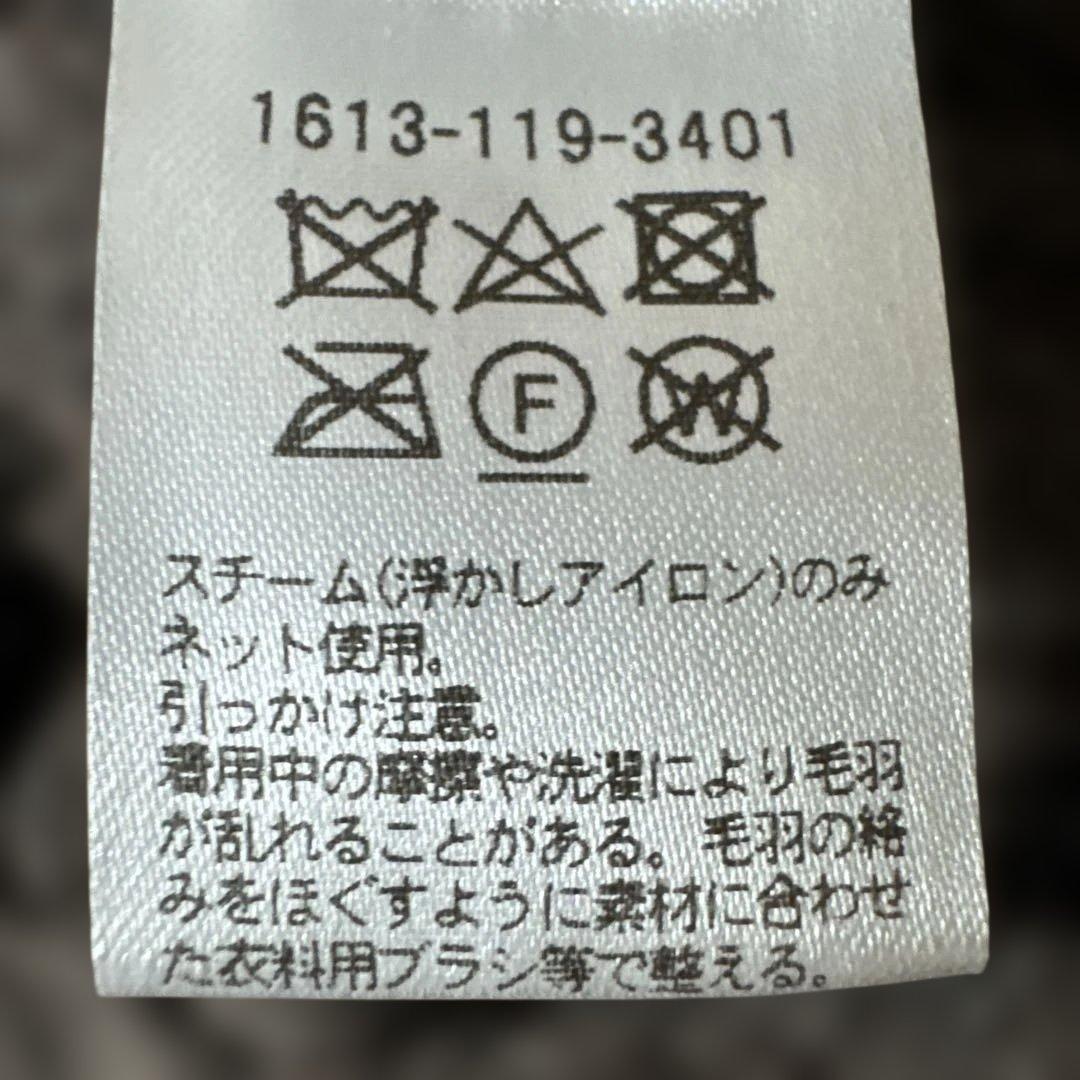 1613-119-3401
F
W
スチーム(浮かしアイロン)のみ
ネット使用。
引っかけ注意。
着用中の摩擦や洗濯により毛羽
が乱れることがある。毛羽の絡
みをほぐすように素材に合わせ
た衣料用ブラシ等で整える。